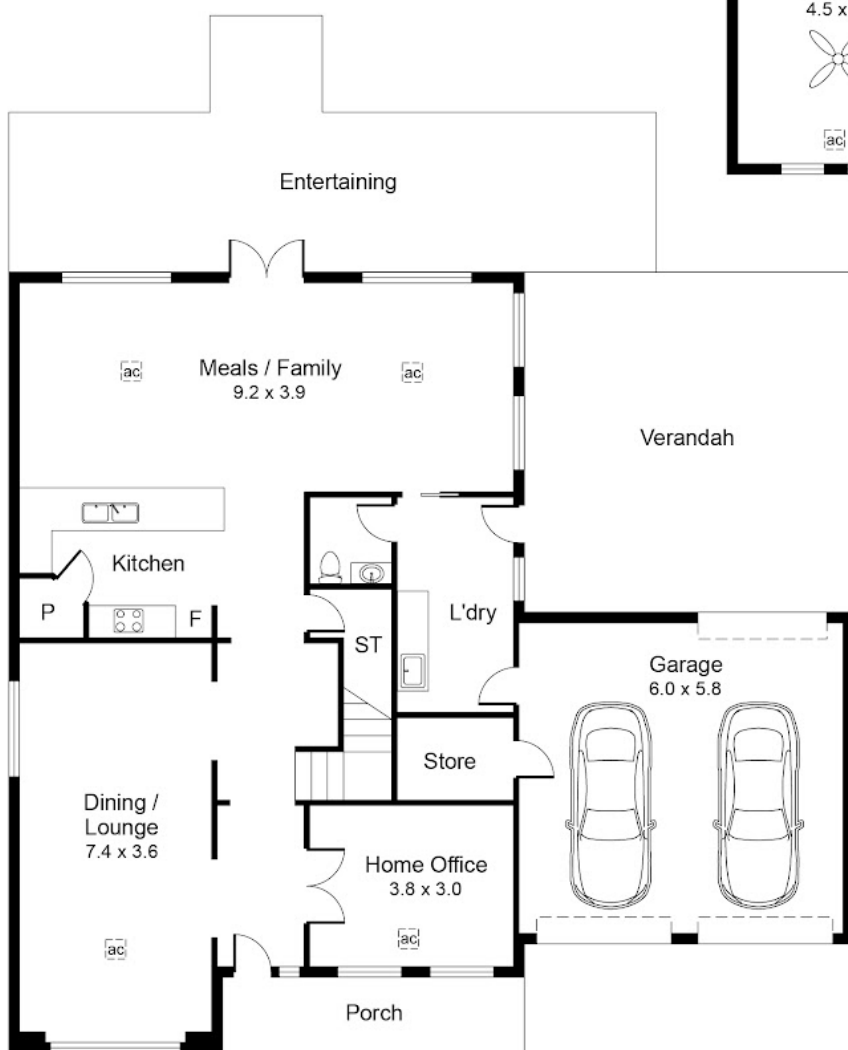 4.5 x
ac
Entertaining
ac
Meals / Family
9.2 x 3.9
ac
Verandah
Kitchen
P
F
L'dry
ST
Garage
6.0 x 5.8
Store
Dining /
Lounge
7.4 x 3.6
Home Office
3.8 x 3.0
ac
ac
Porch